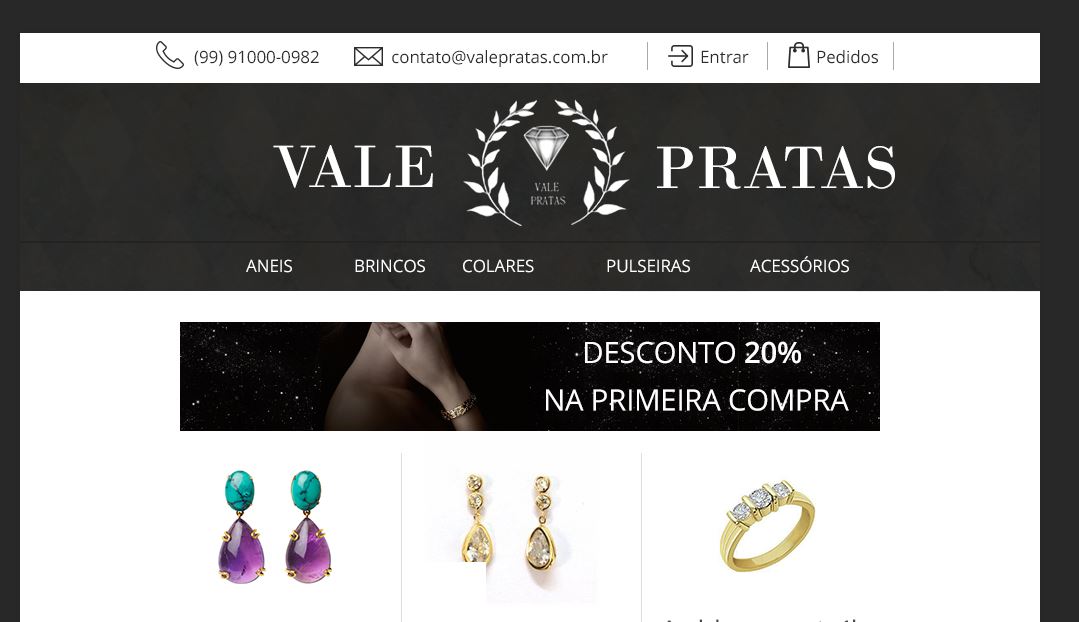 (99) 91000-0982 contato@valepratas.com.br Entrar Pedidos
VALE PRATAS
VALE
PRATAS
ANEIS BRINCOS COLARES PULSEIRAS ACESSÓRIOS
DESCONTO 20%
NA PRIMEIRA COMPRA